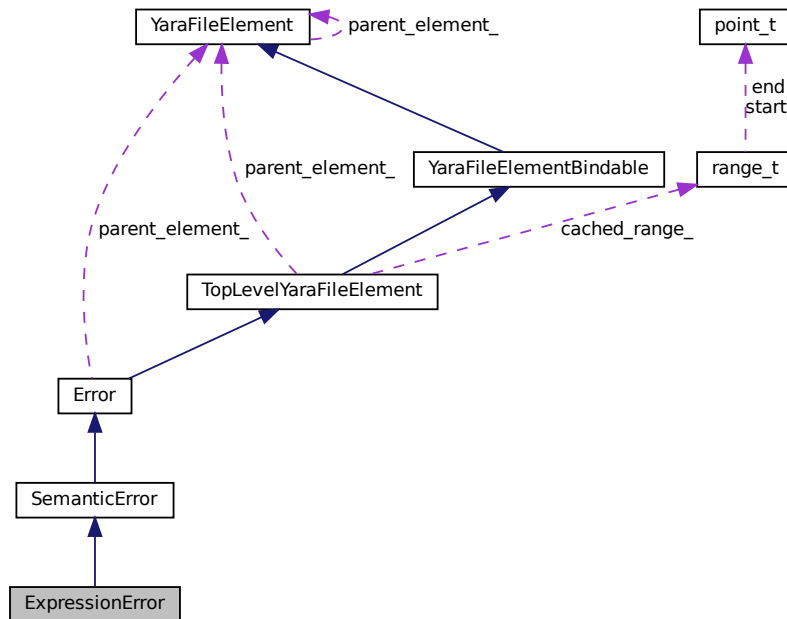 YaraFileElement
parent_element_
point_t
end
start
parent_element_
YaraFileElementBindable
range_t
parent_element_
cached_range_
TopLevelYaraFileElement
Error
SemanticError
ExpressionError